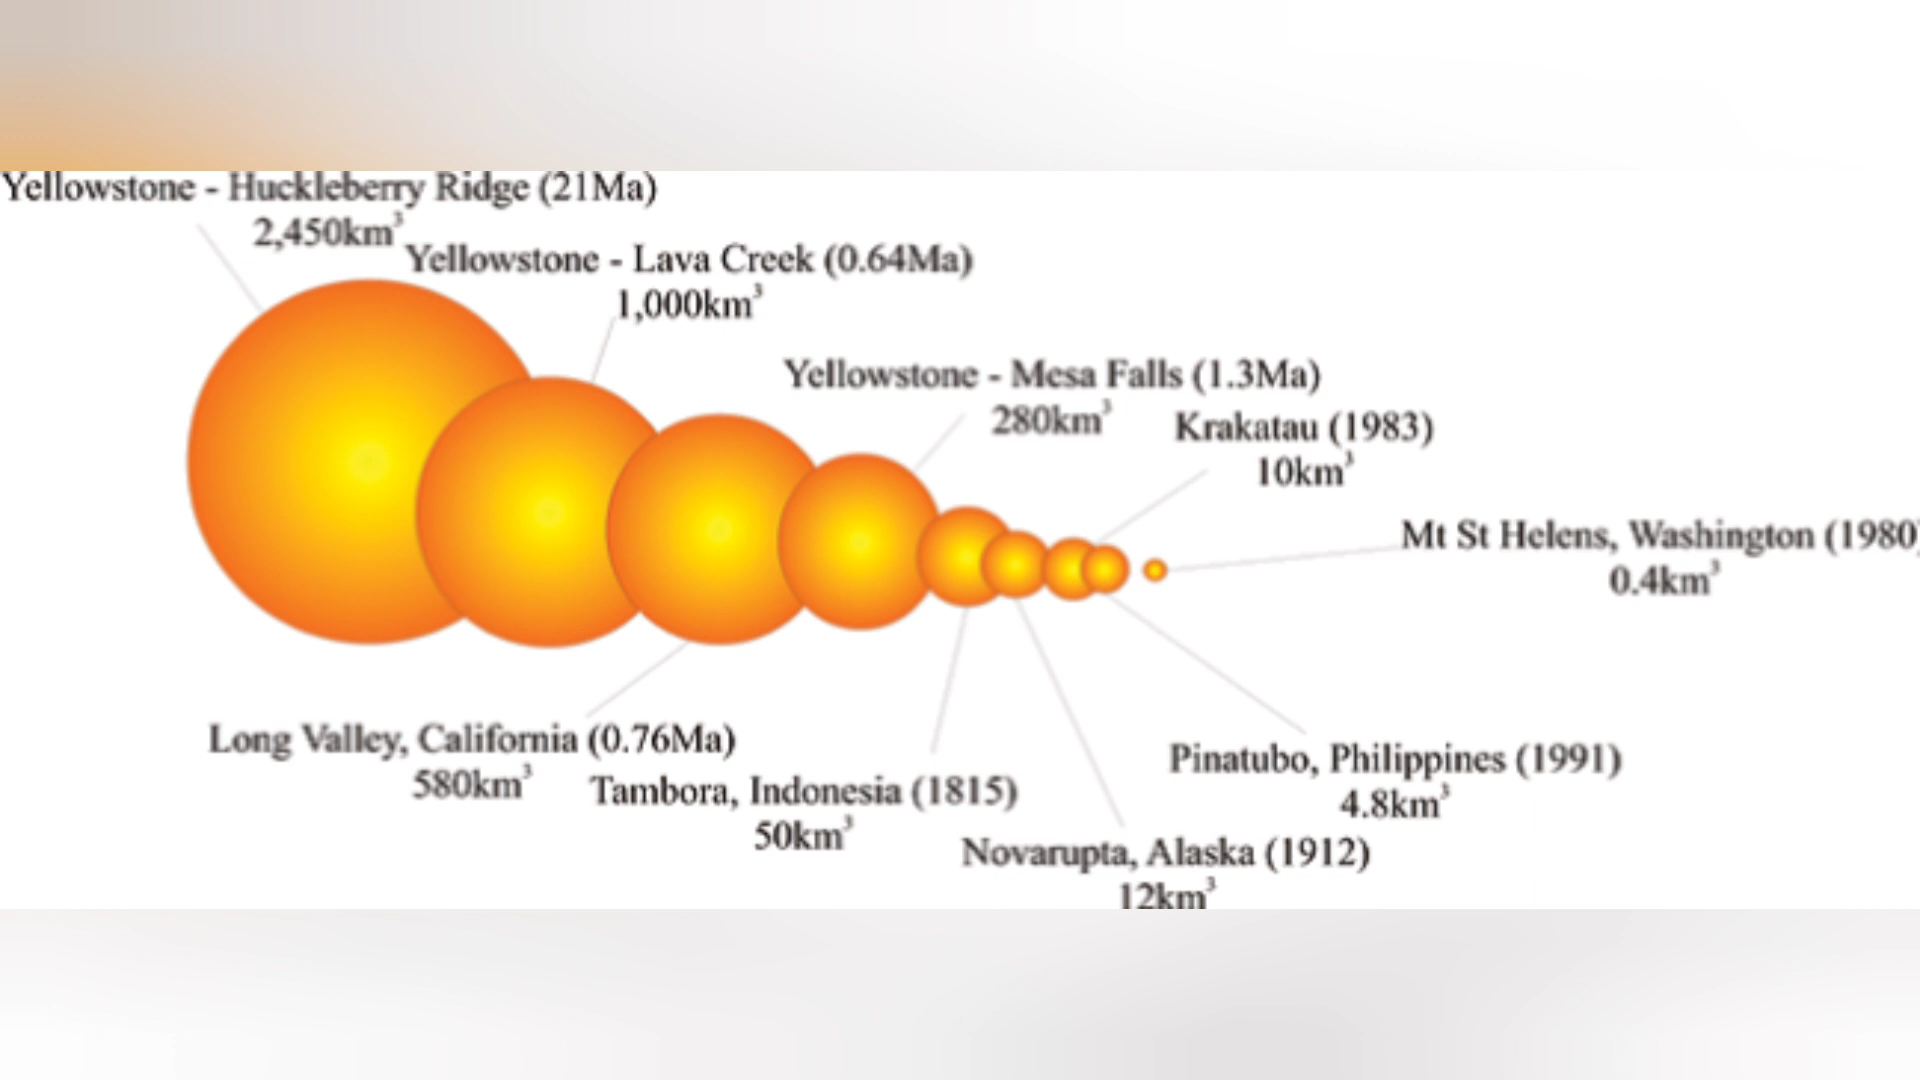 Yellowstone - Huckleberry Ridge (21Ma)
2,450km³
Yellowstone - Lava Creek (0.64Ma)
1,000km³
Yellowstone - Mesa Falls (1.3Ma)
280km³
Krakatau (1983)
10km³
Mt St Helens, Washington (1980)
0.4km³
Long Valley, California (0.76Ma)
580km³
Tambora, Indonesia (1815)
50km³
Pinatubo, Philippines (1991)
4.8km³
Novarupta, Alaska (1912)
12km³